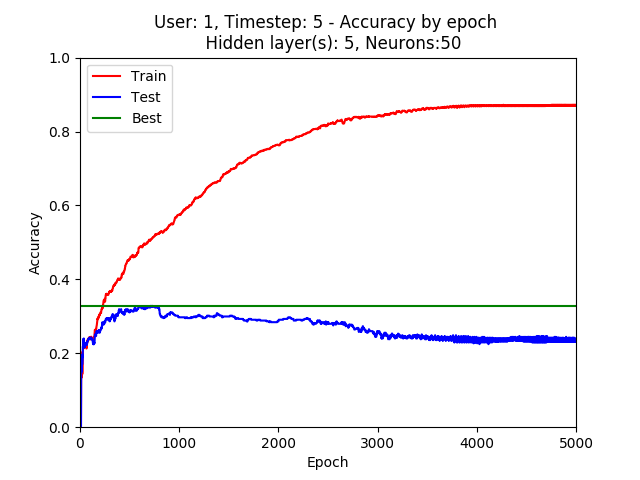 User: 1, Timestep: 5 - Accuracy by epoch
Hidden layer(s): 5, Neurons:50
1.0
Train
Test
Best
0.8
0.6
Accuracy
0.4
0.2
0.0
0 1000 2000 3000 4000 5000
Epoch